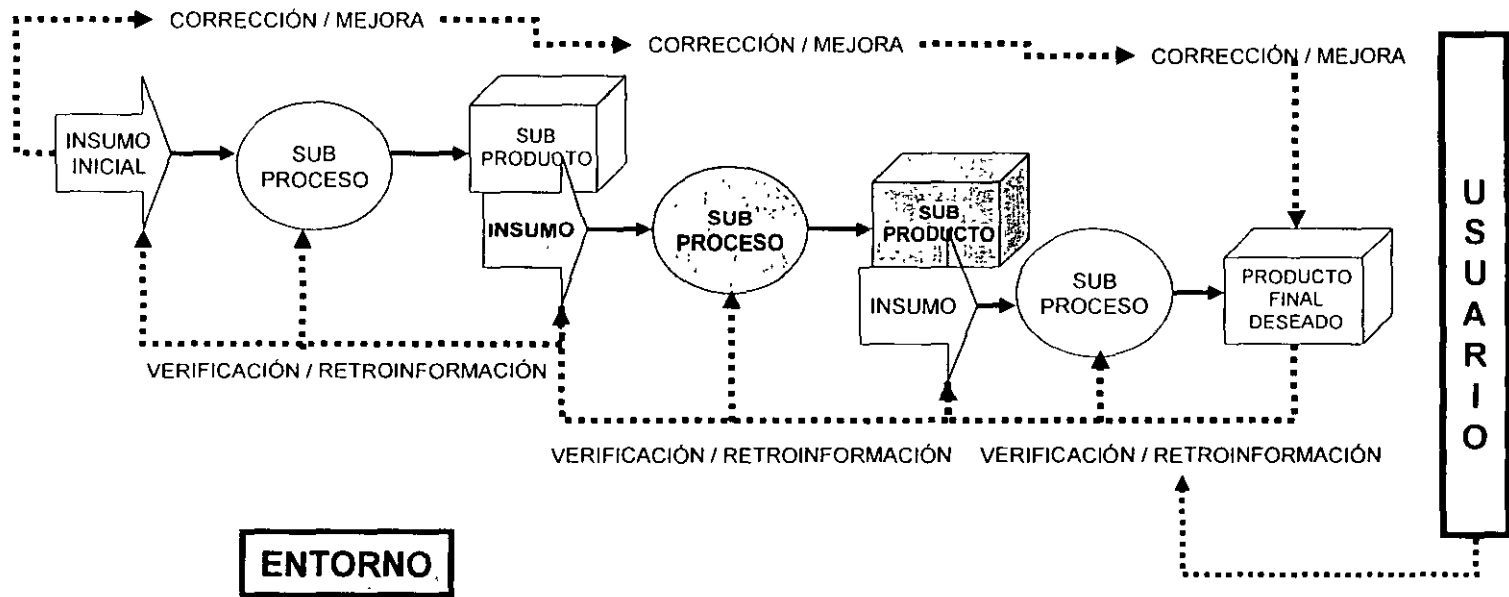 CORRECCIÓN / MEJORA
CORRECCIÓN / MEJORA
CORRECCIÓN / MEJORA
INSUMO
INICIAL
SUB
PROCESO
SUB
PRODUCTO
INSUMO
SUB
PROCESO
SUB
PRODUCTO
INSUMO
SUB
PROCESO
PRODUCTO
FINAL
DESEADO
USUARIO
VERIFICACIÓN / RETROINFORMACIÓN
VERIFICACIÓN / RETROINFORMACIÓN
VERIFICACIÓN / RETROINFORMACIÓN
ENTORNO